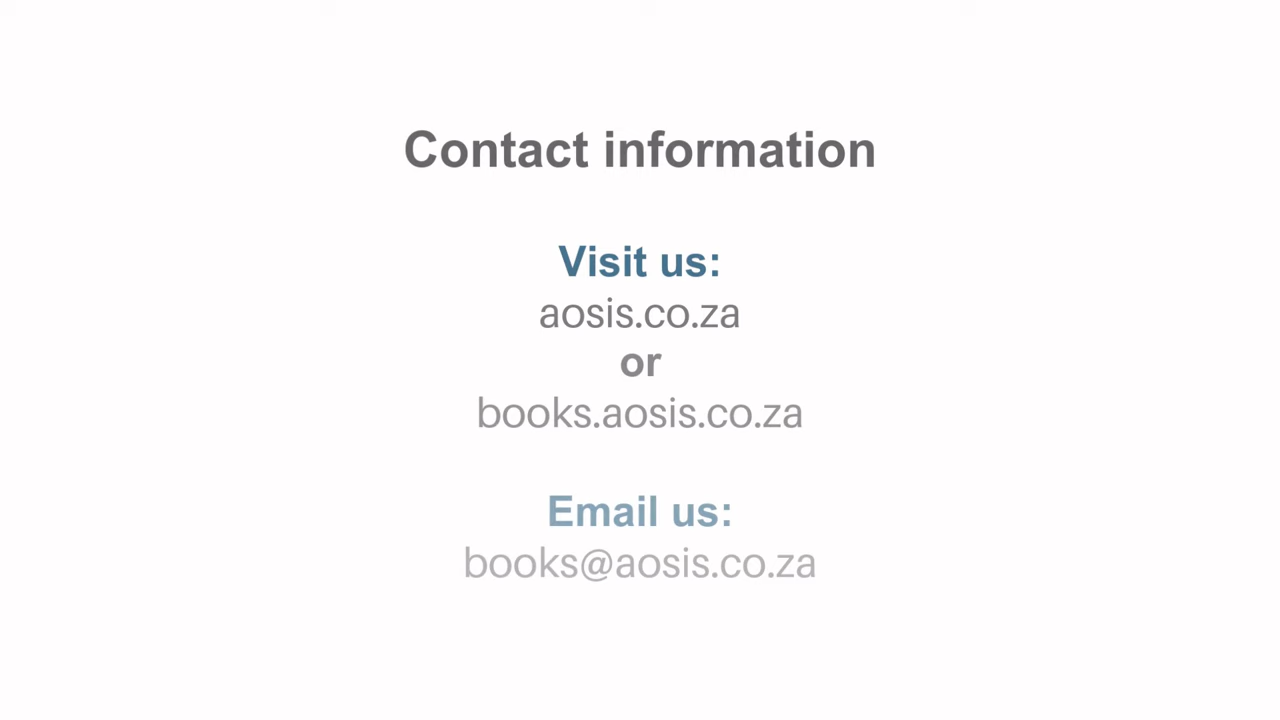 Contact information
Visit us:
aosis.co.za
or
books.aosis.co.za
Email us:
books@aosis.co.za